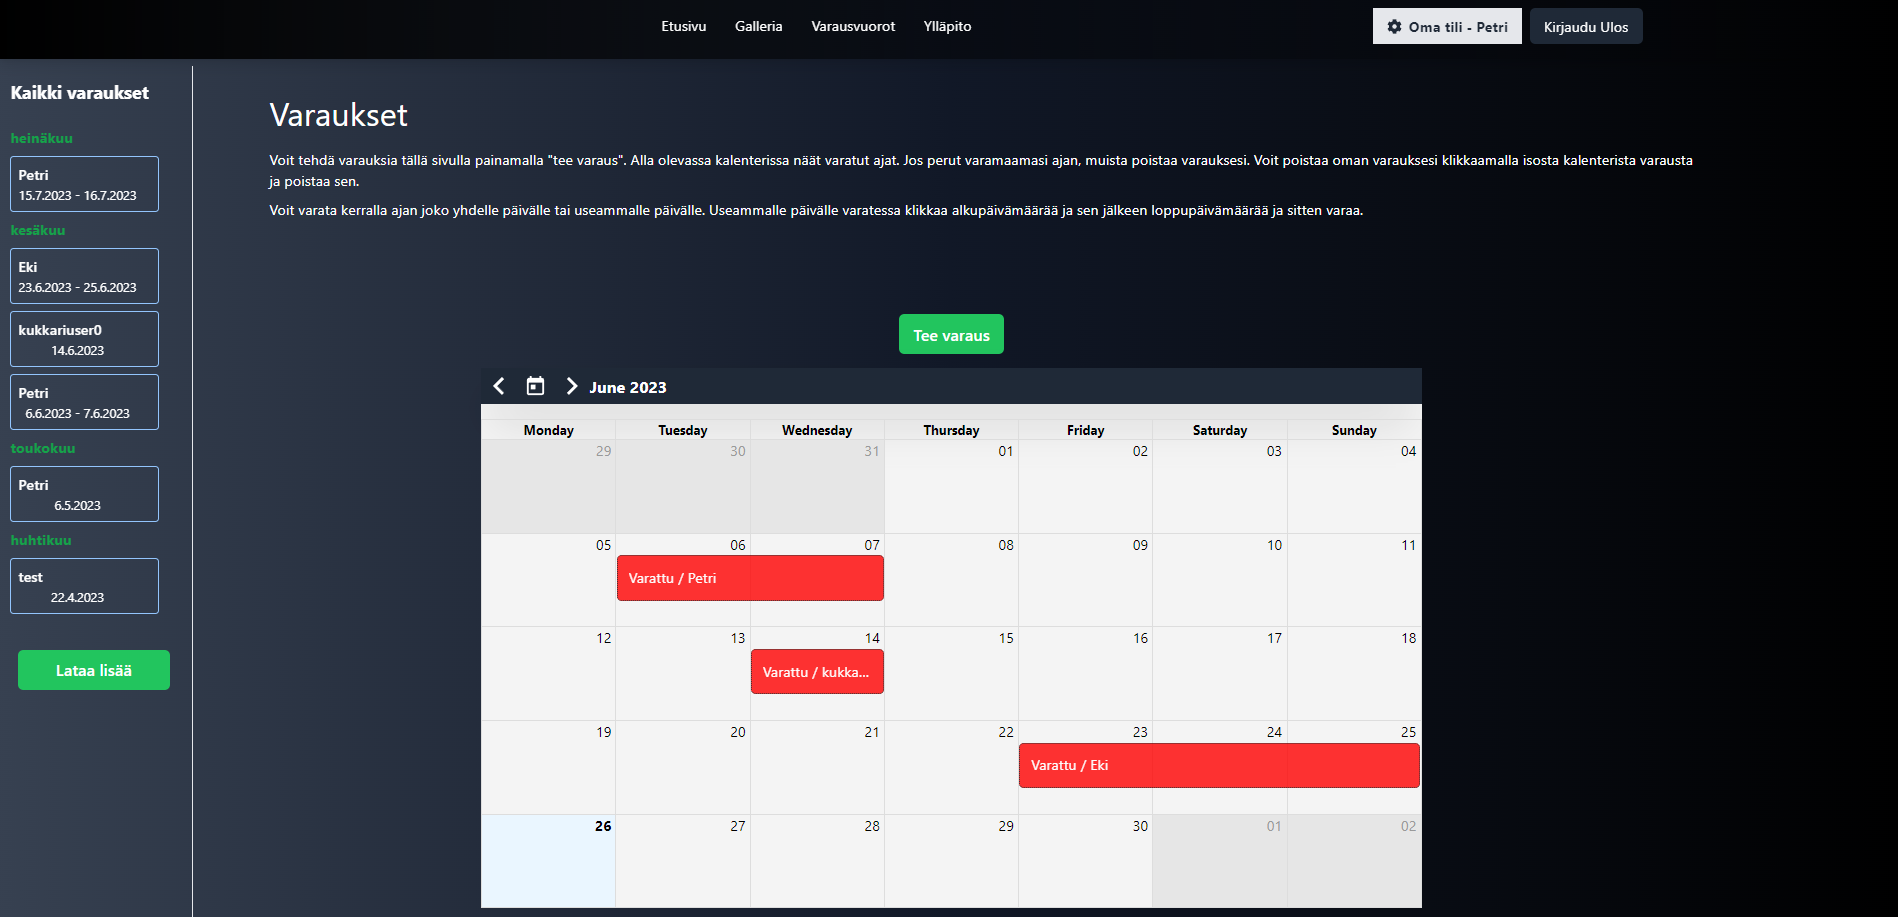 Etusivu Galleria Varausvuorot Ylläpito
Oma tili - Petri
Kirjaudu Ulos
Kaikki varaukset
heinäkuu
Petri
15.7.2023 - 16.7.2023
kesäkuu
Eki
23.6.2023 - 25.6.2023
kukkariuser0
14.6.2023
Petri
6.6.2023 - 7.6.2023
toukokuu
Petri
6.5.2023
huhtikuu
test
22.4.2023
Lataa lisää
Varaukset
Voit tehdä varauksia tällä sivulla painamalla "tee varaus". Alla olevassa kalenterissa näät varatut ajat. Jos perut varamaamasi ajan, muista poistaa varauksesi. Voit poistaa oman varauksesi klikkaamalla isosta kalenterista varausta
ja poistaa sen.
Voit varata kerralla ajan joko yhdelle päivälle tai useammalle päivälle. Useammalle päivälle varatessa klikkaa alkupäivämäärää ja sen jälkeen loppupäivämäärää ja sitten varaa.
Tee varaus
June 2023
Monday Tuesday Wednesday Thursday Friday Saturday Sunday
29 30 31 01 02 03 04
05 06 07 08 09 10 11
Varattu / Petri
12 13 14 15 16 17 18
Varattu / kukka...
19 20 21 22 23 24 25
Varattu / Eki
26 27 28 29 30 01 02